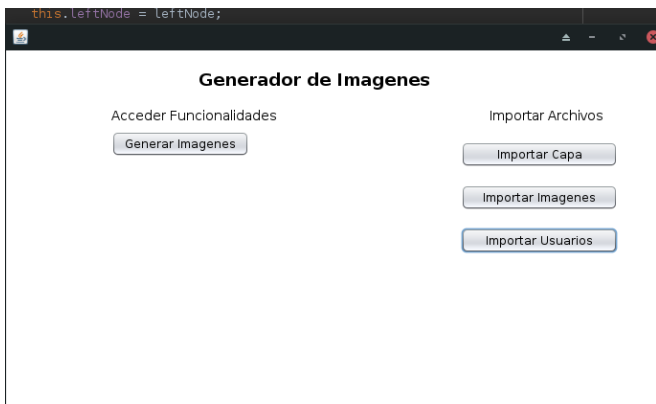 this.leftNode = leftNode;
Generador de Imagenes
Acceder Funcionalidades
Generar Imagenes
Importar Archivos
Importar Capa
Importar Imagenes
Importar Usuarios